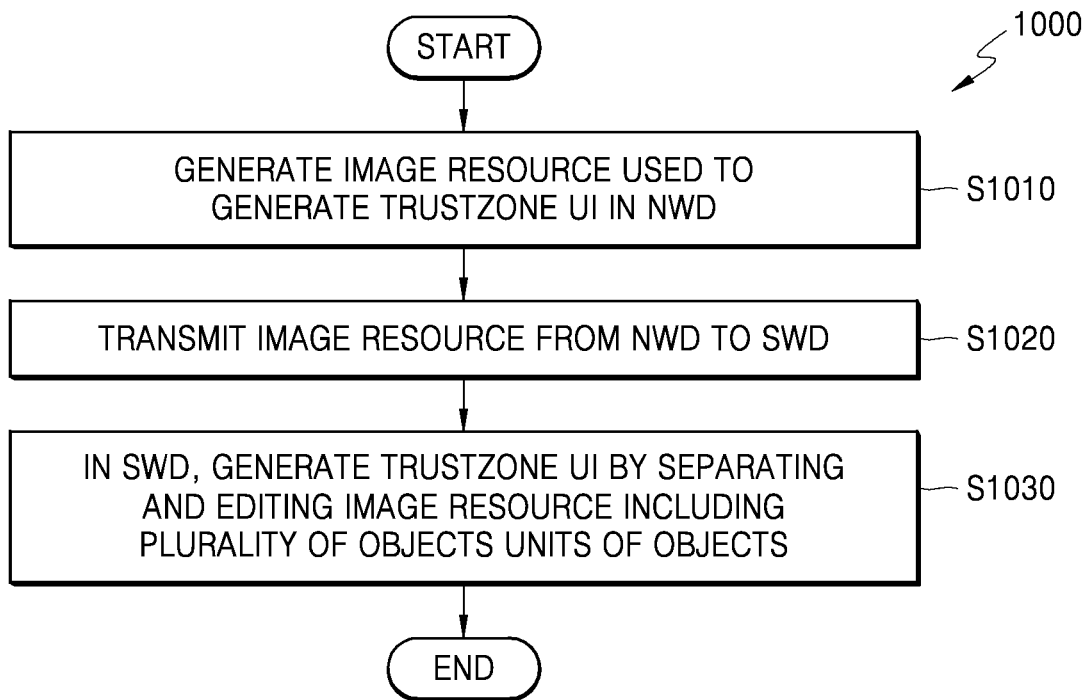 1000
START
GENERATE IMAGE RESOURCE USED TO
GENERATE TRUSTZONE UI IN NWD
S1010
TRANSMIT IMAGE RESOURCE FROM NWD TO SWD
S1020
IN SWD, GENERATE TRUSTZONE UI BY SEPARATING
AND EDITING IMAGE RESOURCE INCLUDING
PLURALITY OF OBJECTS UNITS OF OBJECTS
S1030
END